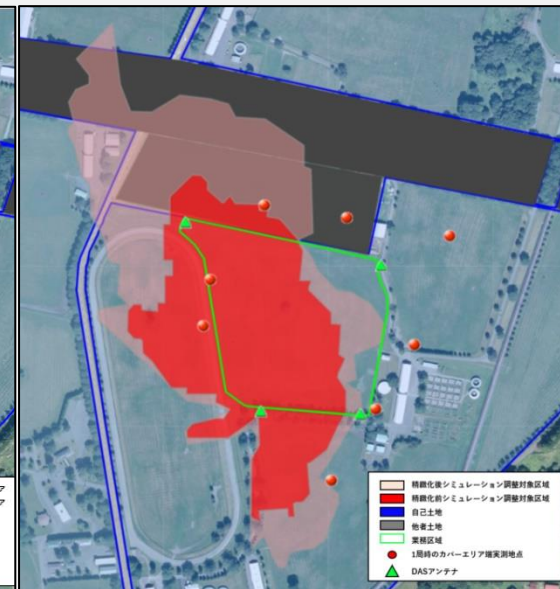 ア
ア
精緻化後シミュレーション調整対象区域
精緻化前シミュレーション調整対象区域
自己土地
他者土地
業務区域
1局時のカバーエリア端実測地点
DASアンテナ